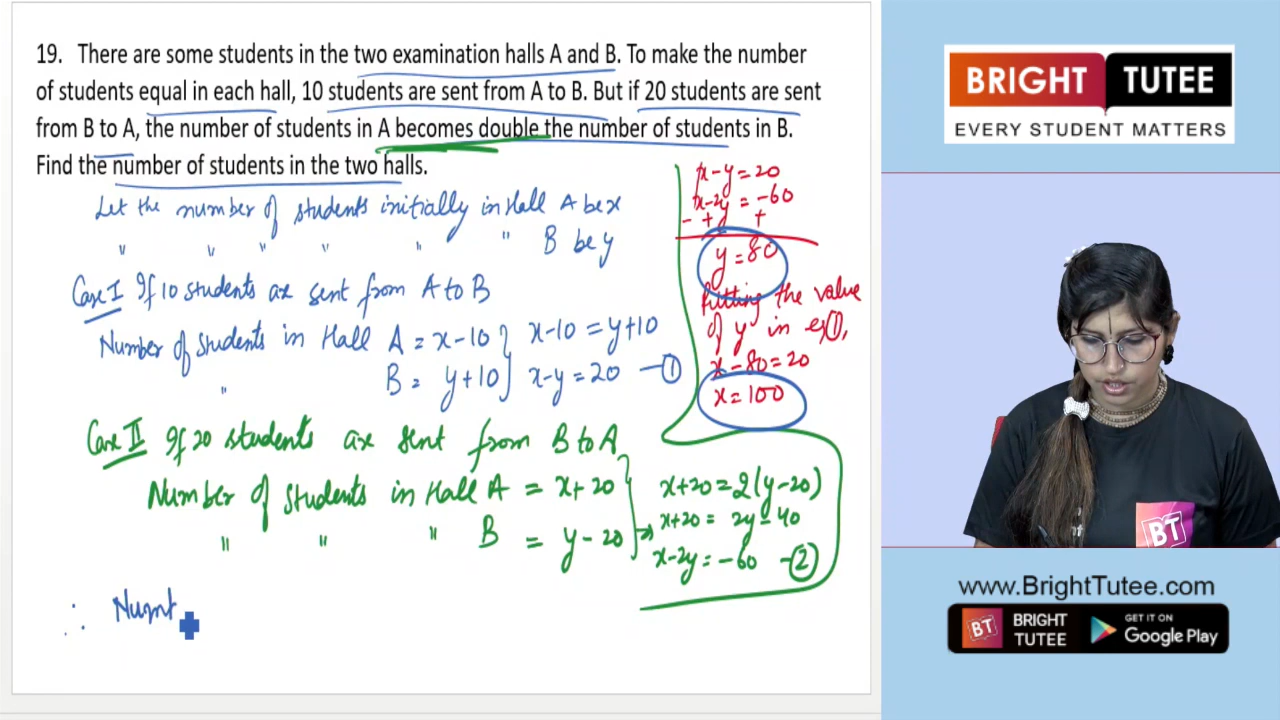 19. There are some students in the two examination halls A and B. To make the number
of students equal in each hall, 10 students are sent from A to B. But if 20 students are sent
from B to A, the number of students in A becomes double the number of students in B.
Find the number of students in the two halls.
Let the number of students initially in Hall A be x
" " " " " " B be y
Case I If 10 students are sent from A to B
Number of students in Hall A = x-10 } x-10 = y+10
" B = y+10 } x-y = 20 -①
Case II If 20 students are sent from B to A
Number of students in Hall A = x+20
" " " B = y-20
x+20 = 2(y-20)
x+20 = 2y-40
x-2y = -60 -②
x-y = 20
x-2y = -60
- + +
y = 80
Putting the value
of y in eq ①,
x-80 = 20
x = 100
∴ Numt
BRIGHT TUTEE
EVERY STUDENT MATTERS
BT
www.BrightTutee.com
BT BRIGHT TUTEE
GET IT ON
Google Play